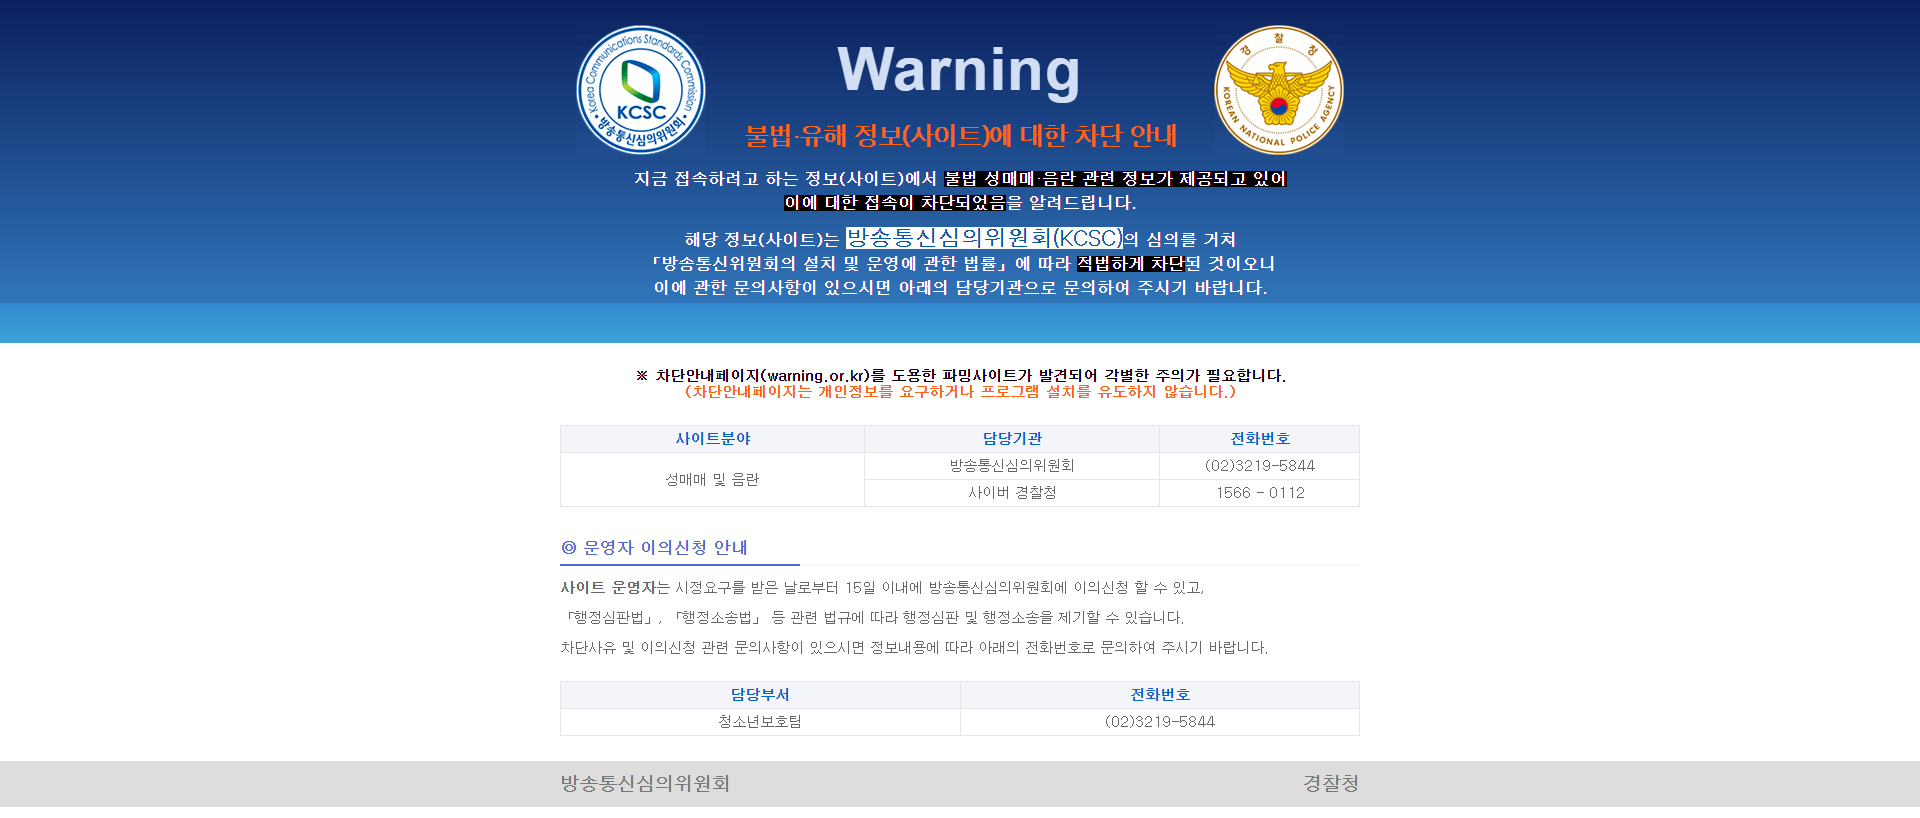 Korea Communications Standards Commission
KCSC
방송통신심의위원회
Warning
경찰청
KOREAN NATIONAL POLICE AGENCY
불법·유해 정보(사이트)에 대한 차단 안내
지금 접속하려고 하는 정보(사이트)에서 불법 성매매·음란 관련 정보가 제공되고 있어
이에 대한 접속이 차단되었음을 알려드립니다.
해당 정보(사이트)는 방송통신심의위원회(KCSC)의 심의를 거쳐
「방송통신위원회의 설치 및 운영에 관한 법률」에 따라 적법하게 차단된 것이오니
이에 관한 문의사항이 있으시면 아래의 담당기관으로 문의하여 주시기 바랍니다.
※ 차단안내페이지(warning.or.kr)를 도용한 파밍사이트가 발견되어 각별한 주의가 필요합니다.
(차단안내페이지는 개인정보를 요구하거나 프로그램 설치를 유도하지 않습니다.)
사이트분야 담당기관 전화번호
성매매 및 음란 방송통신심의위원회 (02)3219-5844
사이버 경찰청 1566 - 0112
◎ 운영자 이의신청 안내
사이트 운영자는 시정요구를 받은 날로부터 15일 이내에 방송통신심의위원회에 이의신청 할 수 있고,
「행정심판법」, 「행정소송법」 등 관련 법규에 따라 행정심판 및 행정소송을 제기할 수 있습니다.
차단사유 및 이의신청 관련 문의사항이 있으시면 정보내용에 따라 아래의 전화번호로 문의하여 주시기 바랍니다.
담당부서 전화번호
청소년보호팀 (02)3219-5844
방송통신심의위원회 경찰청